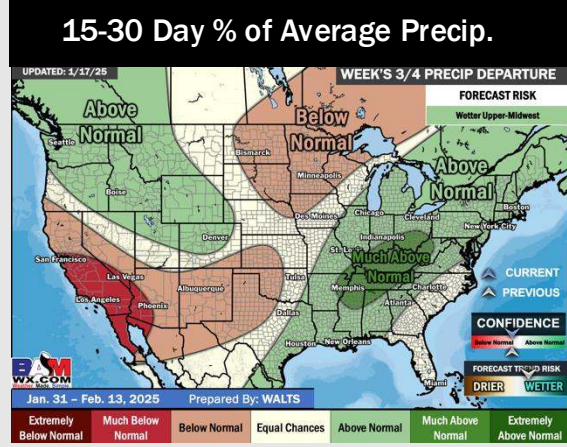 15-30 Day % of Average Precip.
UPDATED: 1/17/25
WEEK'S 3/4 PRECIP DEPARTURE
FORECAST RISK
Wetter Upper-Midwest
Above
Normal
Below
Normal
Seattle
Bismarck
Minneapolis
Above
Normal
Boise
Boston
Des Moines
Chicago
Cleveland
New York City
Denver
Indianapolis
St. Louis
San Francisco
Much Above
Normal
Las Vegas
CURRENT
Los Angeles
Phoenix
Albuquerque
Tulsa
Memphis
Charlotte
PREVIOUS
Atlanta
Dallas
CONFIDENCE
Below Normal
Above Normal
Houston
New Orleans
FORECAST TREND RISK
DRIER
WETTER
Miami
BAM
WX.COM
Weather. Made. Simple.
Jan. 31 – Feb. 13, 2025
Prepared By: WALTS
Extremely
Below Normal
Much Below
Normal
Below Normal
Equal Chances
Above Normal
Much Above
Normal
Extremely
Above Normal